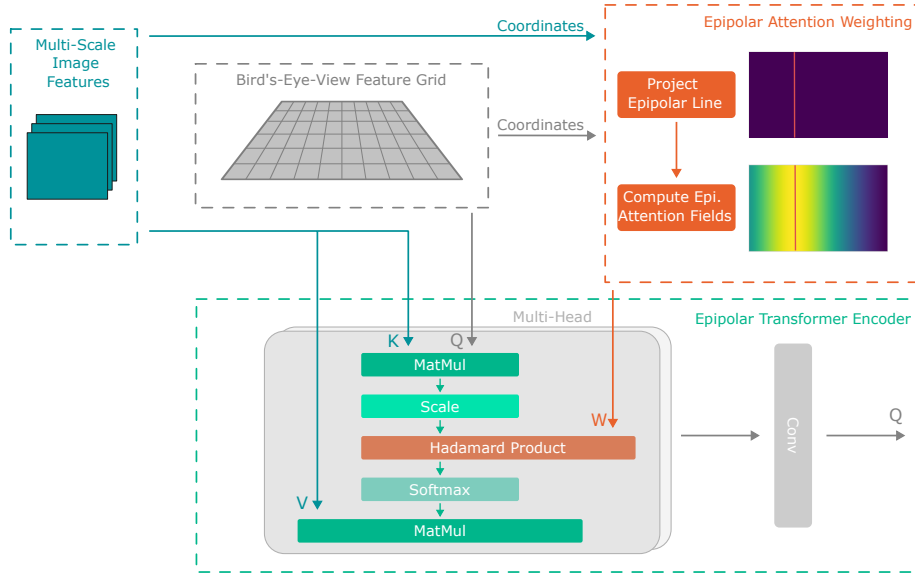 Coordinates
Epipolar Attention Weighting
Multi-Scale
Image
Features
Bird's-Eye-View Feature Grid
Coordinates
Project
Epipolar Line
Compute Epi.
Attention Fields
Multi-Head
Epipolar Transformer Encoder
K
Q
MatMul
Scale
W
Hadamard Product
Softmax
V
MatMul
Conv
Q